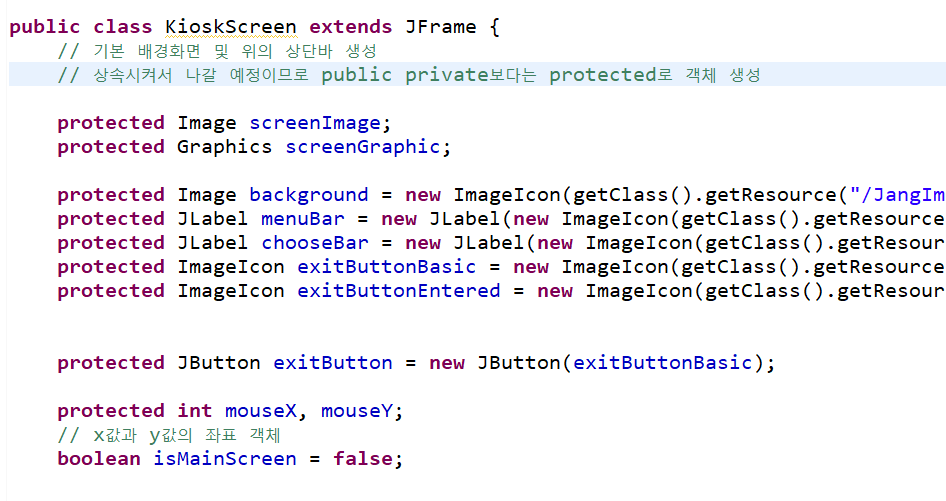 public class KioskScreen extends JFrame {
// 기본 배경화면 및 위의 상단바 생성
// 상속시켜서 나갈 예정이므로 public private보다는 protected로 객체 생성
protected Image screenImage;
protected Graphics screenGraphic;
protected Image background = new ImageIcon(getClass().getResource("/JangIm
protected JLabel menuBar = new JLabel(new ImageIcon(getClass().getResource
protected JLabel chooseBar = new JLabel(new ImageIcon(getClass().getResour
protected ImageIcon exitButtonBasic = new ImageIcon(getClass().getResource
protected ImageIcon exitButtonEntered = new ImageIcon(getClass().getResour
protected JButton exitButton = new JButton(exitButtonBasic);
protected int mouseX, mouseY;
// x값과 y값의 좌표 객체
boolean isMainScreen = false;